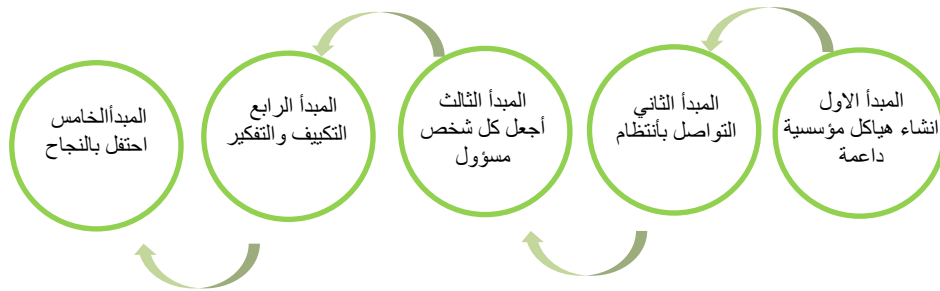 المبدأ الاول
انشاء هياكل مؤسسية
داعمة
المبدأ الثاني
التواصل بأنتظام
المبدأ الثالث
أجعل كل شخص
مسؤول
المبدأ الرابع
التكييف والتفكير
المبدأالخامس
احتفل بالنجاح